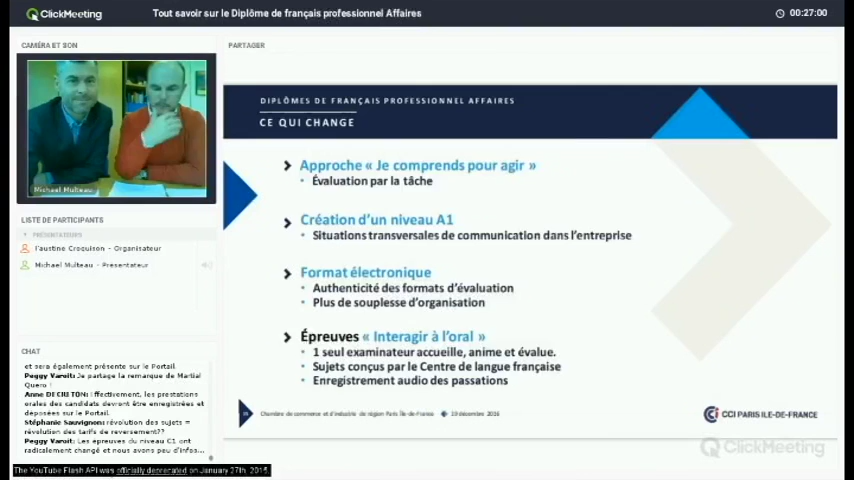 ClickMeeting
Tout savoir sur le Diplôme de français professionnel Affaires
00:27:00
CAMÉRA ET SON
Michael Multeau
LISTE DE PARTICIPANTS
PRÉSENTATEURS
Faustine Croquison - Organisateur
Michael Multeau - Présentateur
CHAT
et sera également présente sur le Portail
Peggy Varoit: Je partage la remarque de Martial
Quero !
Anne DECRETON: Effectivement, les prestations
orales des candidats devront être enregistrées et
déposées sur le Portail.
Stéphanie Sauvignon: révolution des sujets =
révolution des tarifs de reversement??
Peggy Varoit: Les épreuves du niveau C1 ont
radicalement changé et nous avons peu d'infos...
PARTAGER
DIPLÔMES DE FRANÇAIS PROFESSIONNEL AFFAIRES
CE QUI CHANGE
Approche « Je comprends pour agir »
• Évaluation par la tâche
Création d'un niveau A1
• Situations transversales de communication dans l'entreprise
Format électronique
• Authenticité des formats d'évaluation
• Plus de souplesse d'organisation
Épreuves « Interagir à l'oral »
• 1 seul examinateur accueille, anime et évalue.
• Sujets conçus par le Centre de langue française
• Enregistrement audio des passations
Chambre de commerce et d'industrie de région Paris Île-de-France
19 décembre 2016
CCI PARIS ILE-DE-FRANCE
ClickMeeting
The YouTube Flash API was officially deprecated on January 27th, 2015.